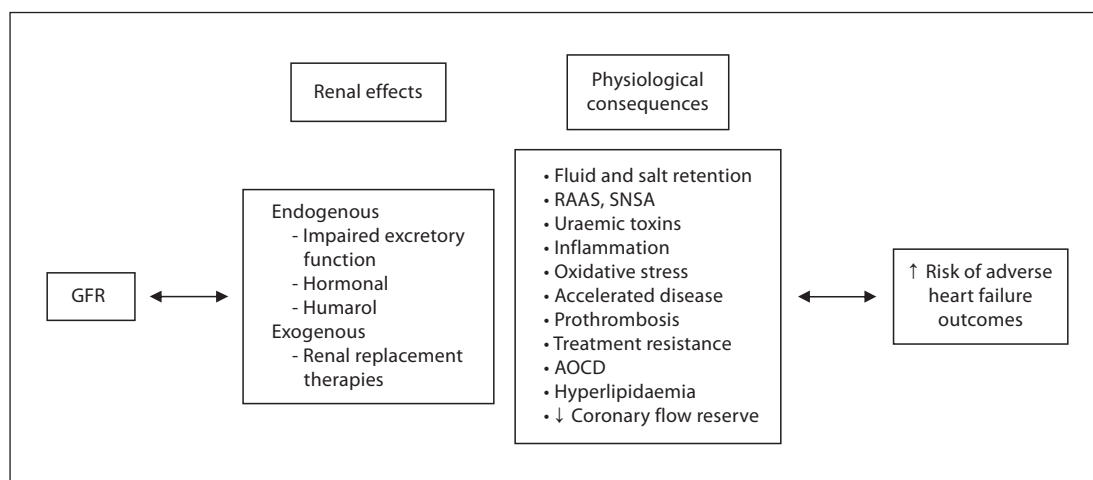 Renal effects
Physiological
consequences
GFR
Endogenous
- Impaired excretory
function
- Hormonal
- Humarol
Exogenous
- Renal replacement
therapies
• Fluid and salt retention
• RAAS, SNSA
• Uraemic toxins
• Inflammation
• Oxidative stress
• Accelerated disease
• Prothrombosis
• Treatment resistance
• AOCD
• Hyperlipidaemia
• ↓ Coronary flow reserve
↑ Risk of adverse
heart failure
outcomes